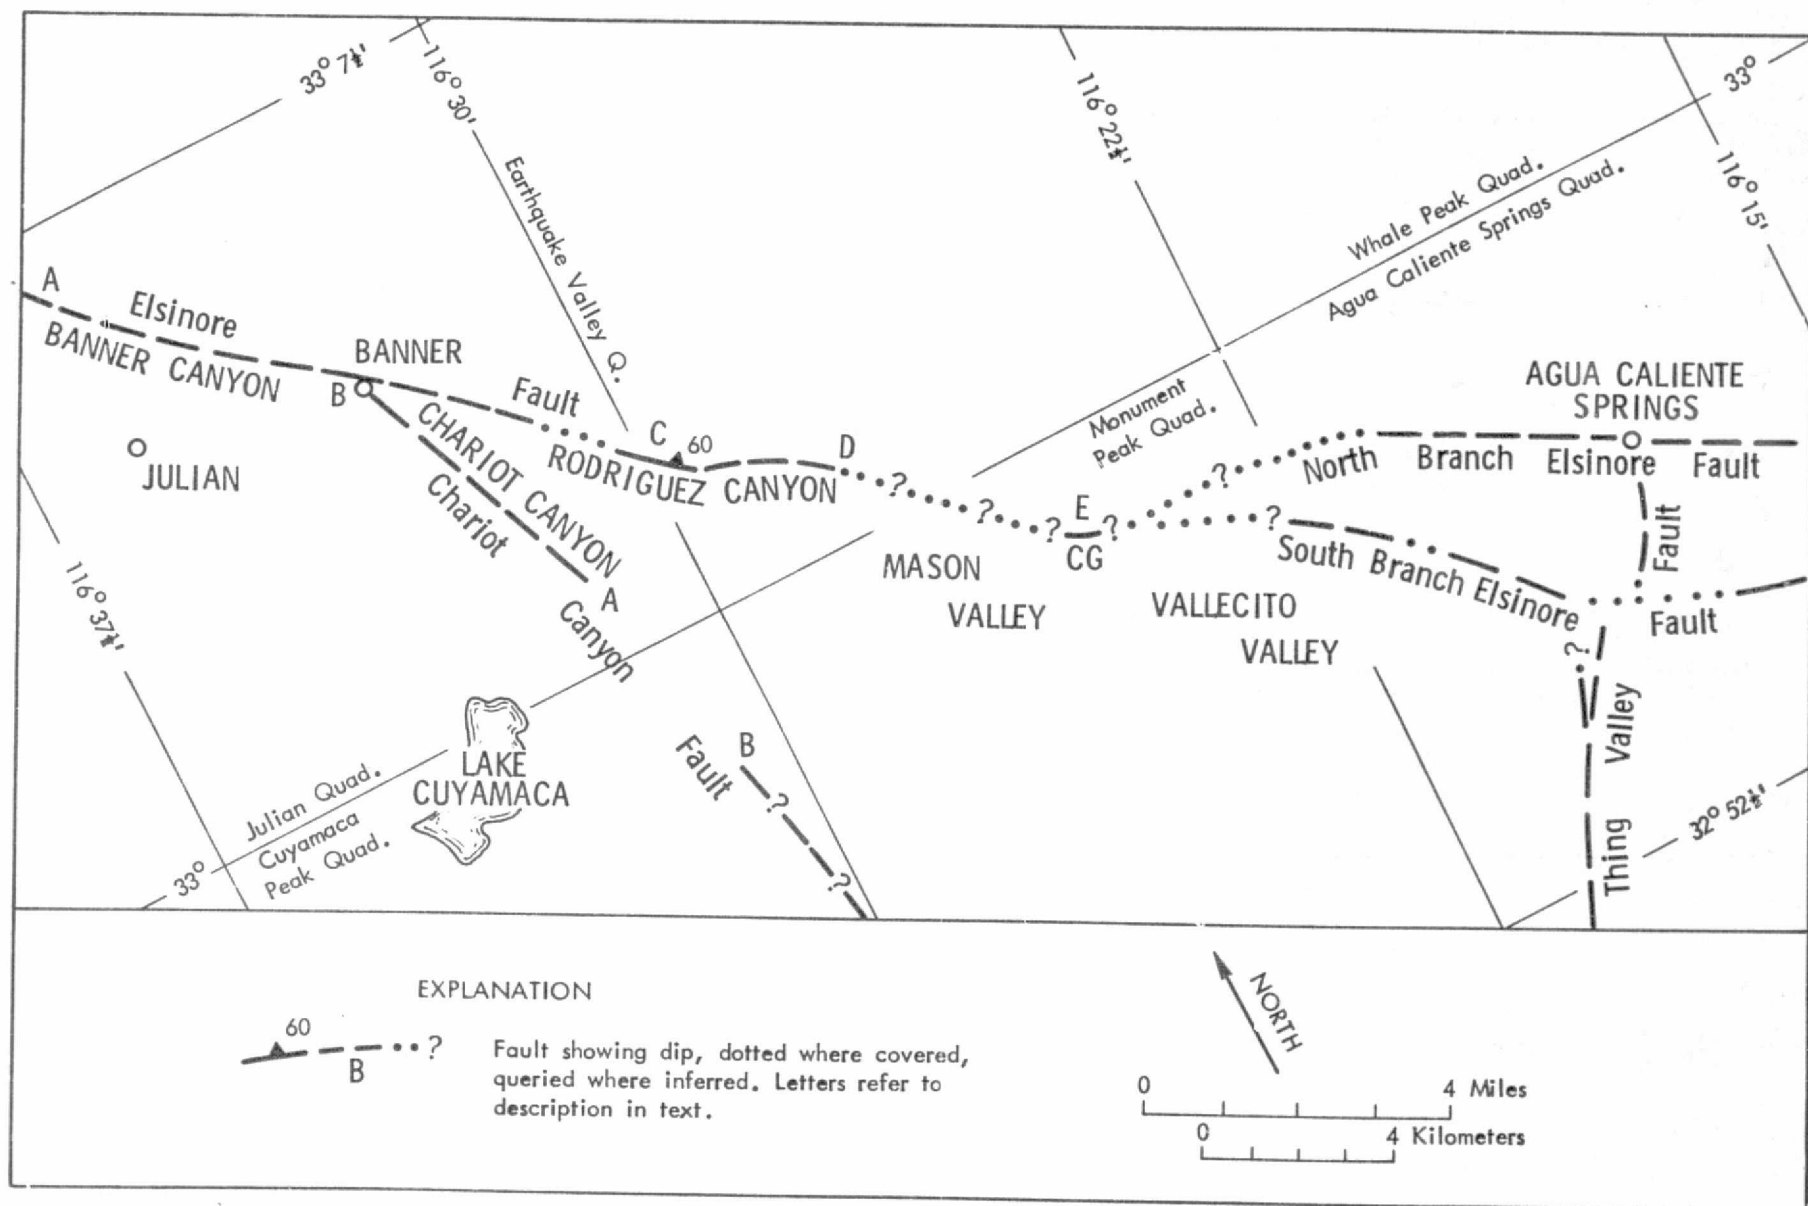 33° 7½'
116° 30'
116° 22½'
33°
116° 15'
Earthquake Valley Q.
Whale Peak Quad.
Agua Caliente Springs Quad.
A
Elsinore
BANNER CANYON
BANNER
B
Fault
C
60
D
RODRIGUEZ CANYON
CHARIOT CANYON
Chariot
A
Canyon
JULIAN
116° 37½'
Monument
Peak Quad.
AGUA CALIENTE
SPRINGS
North Branch Elsinore Fault
?
?
?
E
?
?
?
CG
MASON
VALLEY
VALLECITO
VALLEY
South Branch Elsinore
Fault
Fault
?
Thing Valley
32° 52½'
LAKE
CUYAMACA
Fault
B
?
?
Julian Quad.
Cuyamaca
Peak Quad.
33°
EXPLANATION
60
?
B
Fault showing dip, dotted where covered,
queried where inferred. Letters refer to
description in text.
NORTH
0 4 Miles
0 4 Kilometers